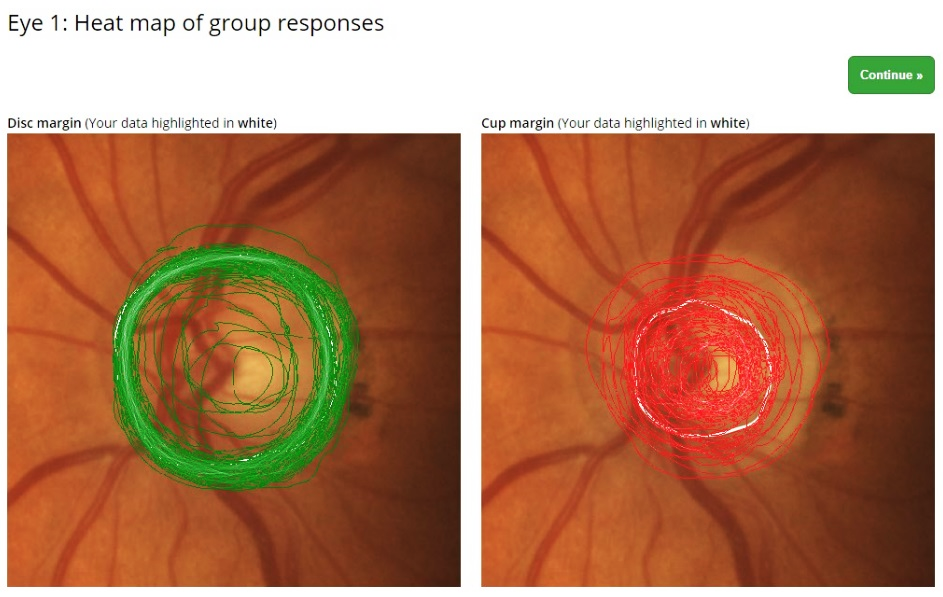 Eye 1: Heat map of group responses
Continue »
Disc margin (Your data highlighted in white)
Cup margin (Your data highlighted in white)